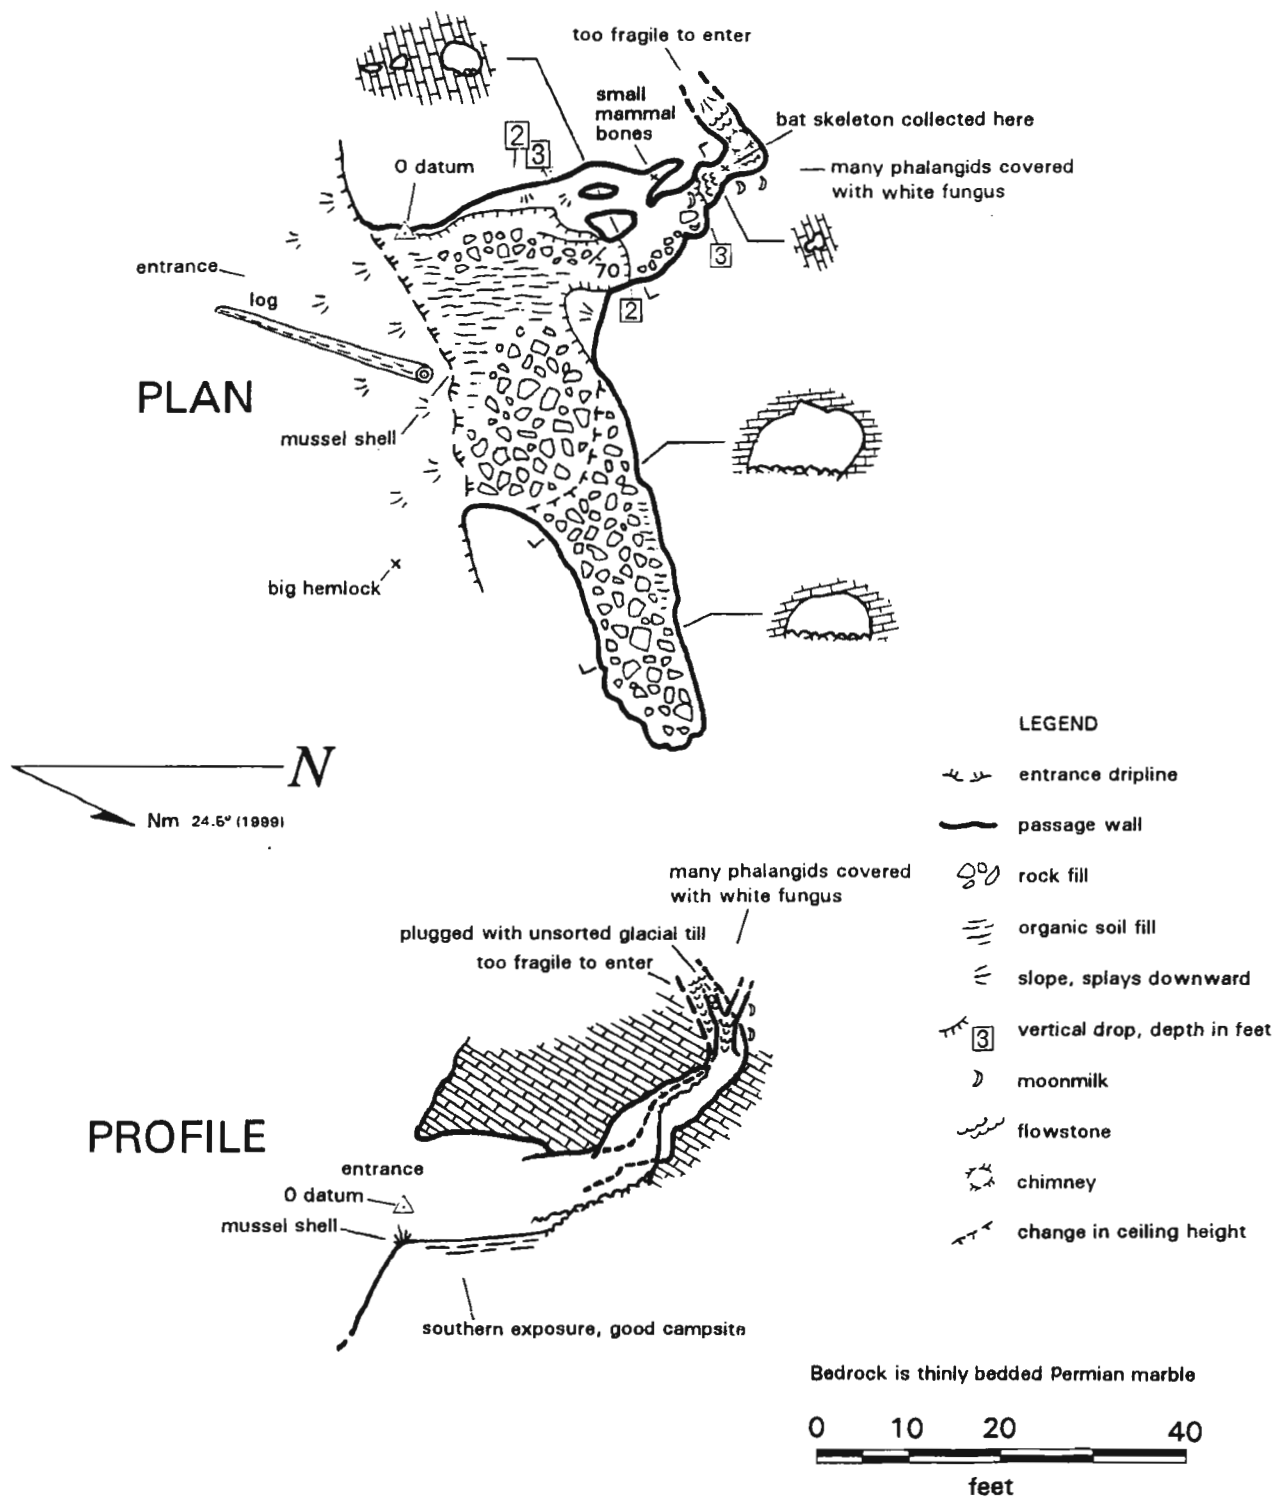 too fragile to enter
small
mammal
bones
bat skeleton collected here
2
3
0 datum
many phalangids covered
with white fungus
3
entrance
70
log
2
PLAN
mussel shell
big hemlock
N
Nm 24.5° (1999)
LEGEND
entrance dripline
passage wall
rock fill
organic soil fill
slope, splays downward
3 vertical drop, depth in feet
moonmilk
flowstone
chimney
change in ceiling height
many phalangids covered
with white fungus
plugged with unsorted glacial till
too fragile to enter
PROFILE
entrance
0 datum
mussel shell
southern exposure, good campsite
Bedrock is thinly bedded Permian marble
0 10 20 40
feet